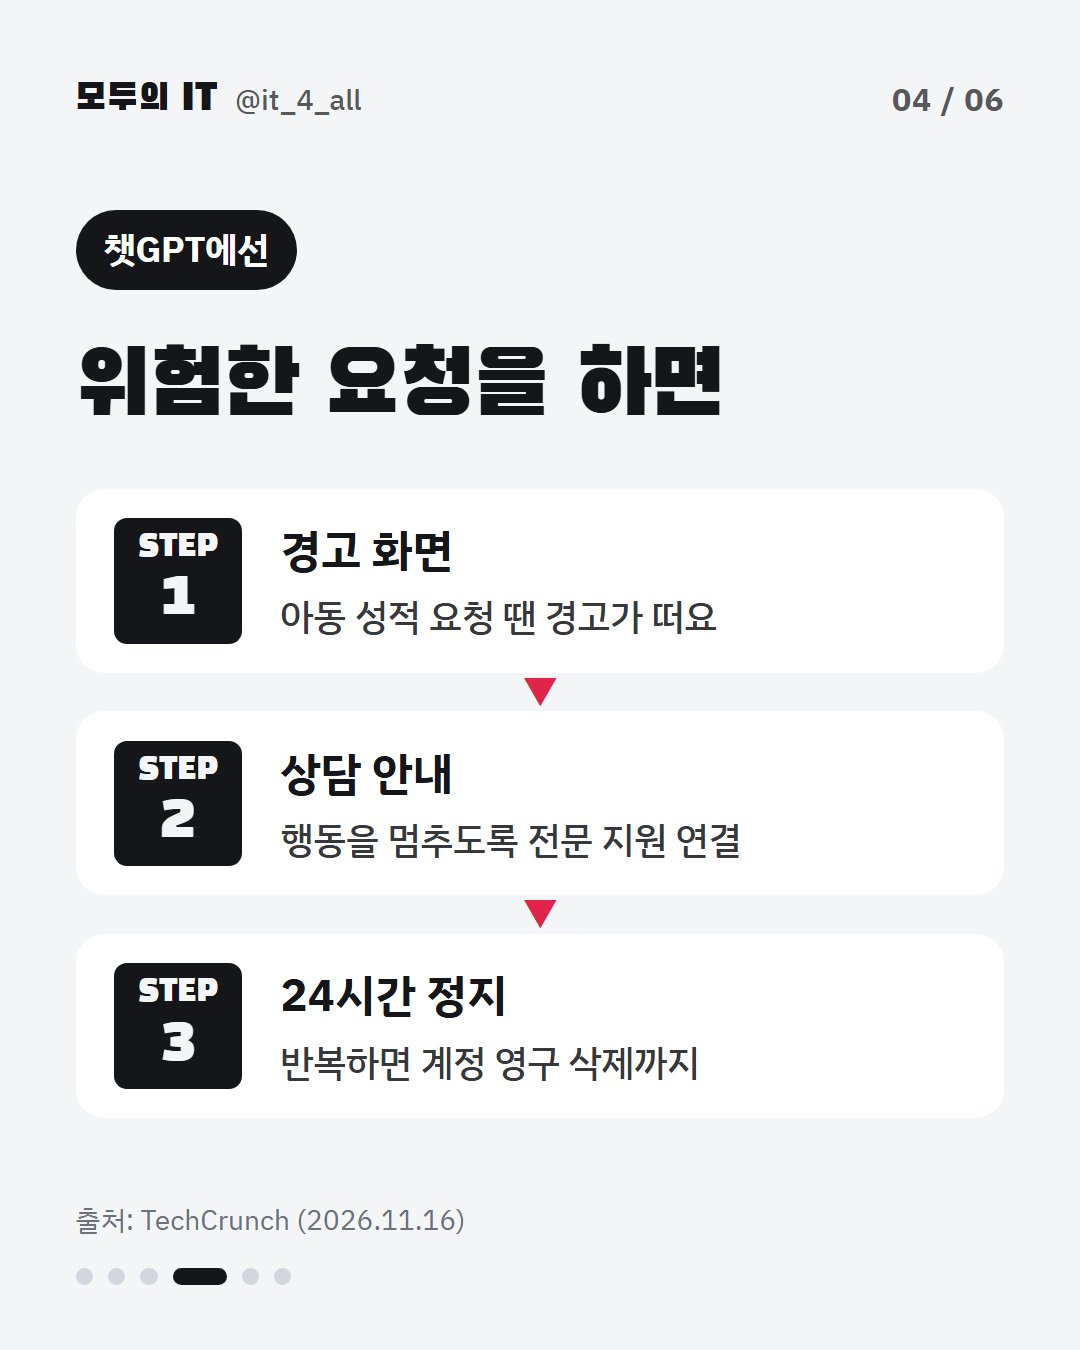 모두의 IT @it_4_all
04 / 06
챗GPT에선
위험한 요청을 하면
STEP
1
경고 화면
아동 성적 요청 땐 경고가 떠요
STEP
2
상담 안내
행동을 멈추도록 전문 지원 연결
STEP
3
24시간 정지
반복하면 계정 영구 삭제까지
출처: TechCrunch (2026.11.16)